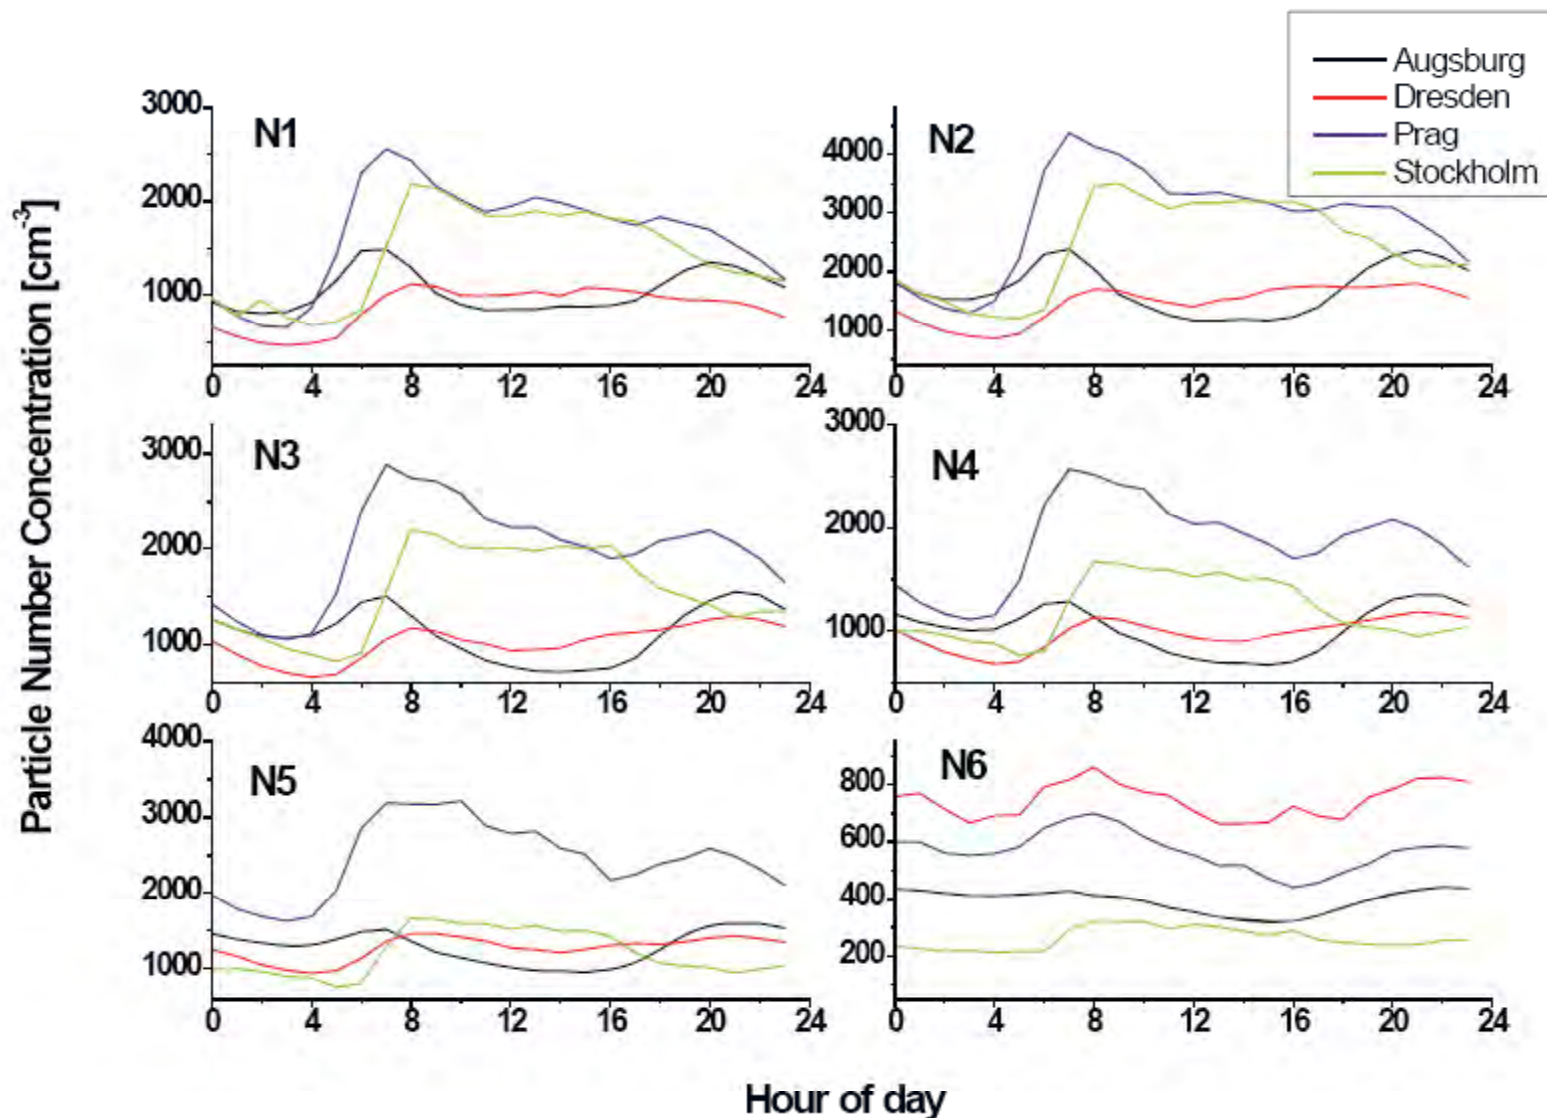 Augsburg
Dresden
Prag
Stockholm
Particle Number Concentration [cm⁻³]
N1
3000
2000
1000
0 4 8 12 16 20 24
N2
4000
3000
2000
1000
0 4 8 12 16 20 24
N3
3000
2000
1000
0 4 8 12 16 20 24
N4
3000
2000
1000
0 4 8 12 16 20 24
N5
4000
3000
2000
1000
0 4 8 12 16 20 24
N6
800
600
400
200
0 4 8 12 16 20 24
Hour of day